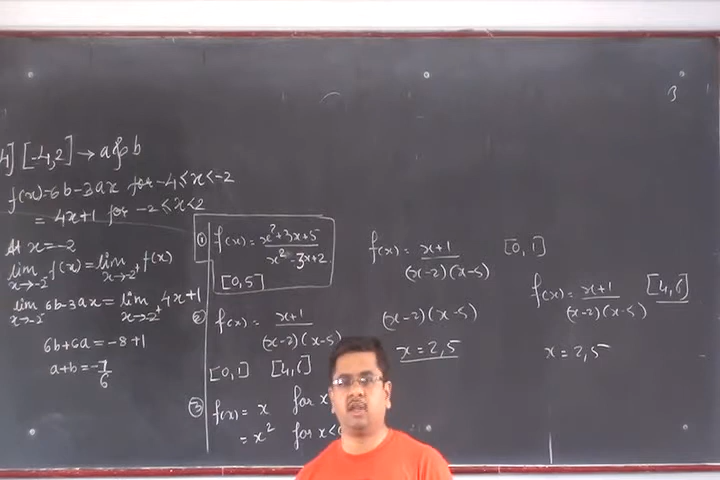 3
4] [-4,2] → a & b
f(x)=6b-3ax for -4≤x<-2
= 4x+1 for -2≤x<2
At x=-2
lim x→-2⁻ f(x) = lim x→-2⁺ f(x)
lim x→-2⁻ 6b-3ax = lim x→-2⁺ 4x+1
6b+6a = -8+1
a+b = -7/6
① f(x) = x²+3x+5 / x²-3x+2
[0,5]
② f(x) = x+1 / (x-2)(x-5)
[0,1] [4,6]
③ f(x) = x for x
= x² for x<
f(x) = x+1 / (x-2)(x-5) [0,1]
(x-2)(x-5)
x=2,5
f(x) = x+1 / (x-2)(x-5) [4,6]
x=2,5